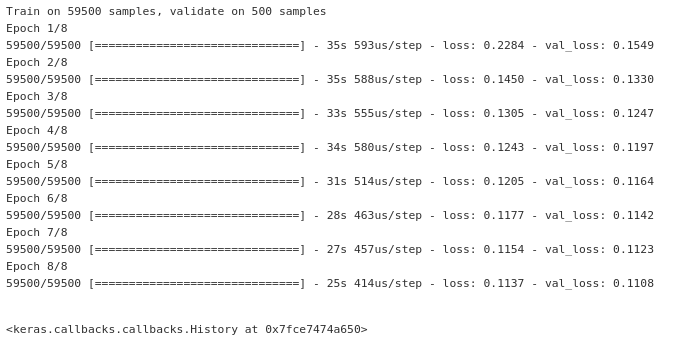 Train on 59500 samples, validate on 500 samples
Epoch 1/8
59500/59500 [==============================] - 35s 593us/step - loss: 0.2284 - val_loss: 0.1549
Epoch 2/8
59500/59500 [==============================] - 35s 588us/step - loss: 0.1450 - val_loss: 0.1330
Epoch 3/8
59500/59500 [==============================] - 33s 555us/step - loss: 0.1305 - val_loss: 0.1247
Epoch 4/8
59500/59500 [==============================] - 34s 580us/step - loss: 0.1243 - val_loss: 0.1197
Epoch 5/8
59500/59500 [==============================] - 31s 514us/step - loss: 0.1205 - val_loss: 0.1164
Epoch 6/8
59500/59500 [==============================] - 28s 463us/step - loss: 0.1177 - val_loss: 0.1142
Epoch 7/8
59500/59500 [==============================] - 27s 457us/step - loss: 0.1154 - val_loss: 0.1123
Epoch 8/8
59500/59500 [==============================] - 25s 414us/step - loss: 0.1137 - val_loss: 0.1108
<keras.callbacks.callbacks.History at 0x7fce7474a650>